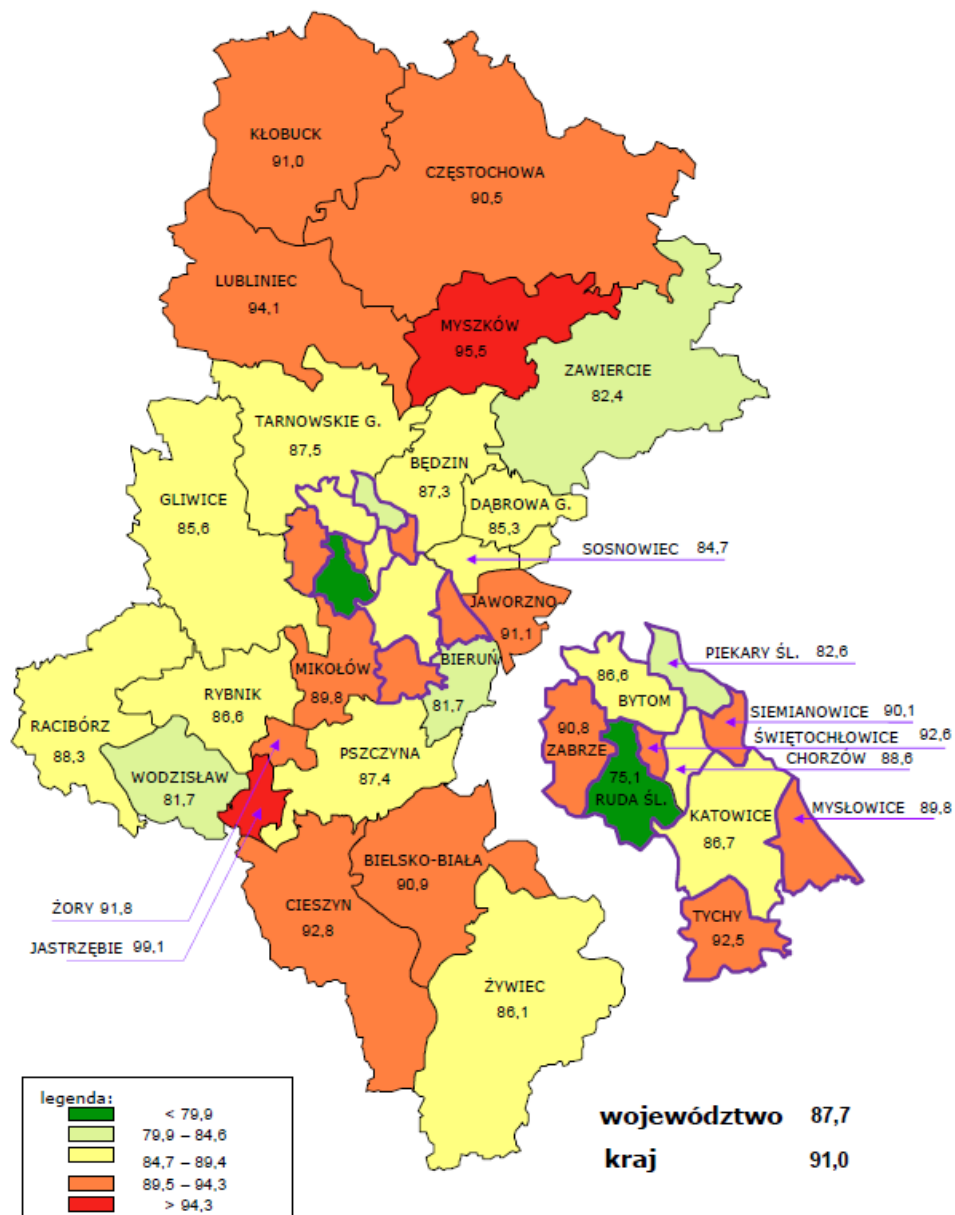 KŁOBUCK
91,0
CZĘSTOCHOWA
90,5
LUBLINIEC
94,1
MYSZKÓW
95,5
ZAWIERCIE
82,4
TARNOWSKIE G.
87,5
BĘDZIN
87,3
GLIWICE
85,6
DĄBROWA G.
85,3
SOSNOWIEC 84,7
JAWORZNO
91,1
MIKOŁÓW
89,8
BIERUŃ
81,7
RYBNIK
86,6
RACIBÓRZ
88,3
PSZCZYNA
87,4
WODZISŁAW
81,7
PIEKARY ŚL. 82,6
86,6
BYTOM
SIEMIANOWICE 90,1
90,8
ZABRZE
ŚWIĘTOCHŁOWICE 92,6
CHORZÓW 88,6
75,1
RUDA ŚL.
MYSŁOWICE 89,8
KATOWICE
86,7
TYCHY
92,5
BIELSKO-BIAŁA
90,9
CIESZYN
92,8
ŻORY 91,8
JASTRZĘBIE 99,1
ŻYWIEC
86,1
legenda:
< 79,9
79,9 – 84,6
84,7 – 89,4
89,5 – 94,3
> 94,3
województwo 87,7
kraj 91,0